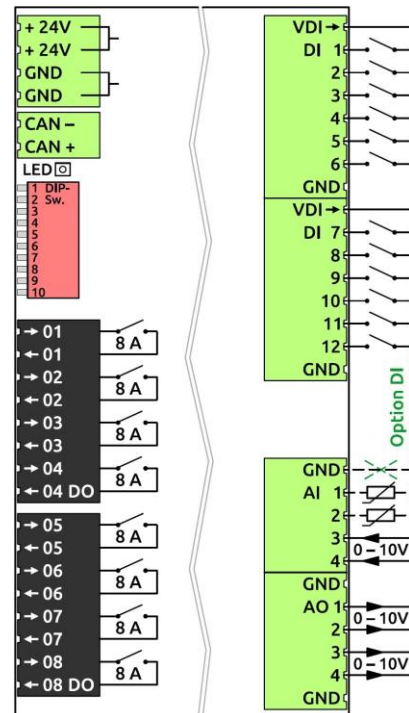 + 24V
+ 24V
GND
GND
CAN –
CAN +
LED
1 DIP-
2 Sw.
3
4
5
6
7
8
9
10
→ 01
← 01
8 A
→ 02
← 02
8 A
→ 03
← 03
8 A
→ 04
← 04 DO
8 A
→ 05
← 05
8 A
→ 06
← 06
8 A
→ 07
← 07
8 A
→ 08
← 08 DO
8 A
VDI→
DI 1
2
3
4
5
6
GND
VDI→
DI 7
8
9
10
11
12
GND
Option DI
GND
AI 1
2
3
0 – 10V
4
GND
AO 1
0 – 10V
2
3
0 – 10V
4
GND